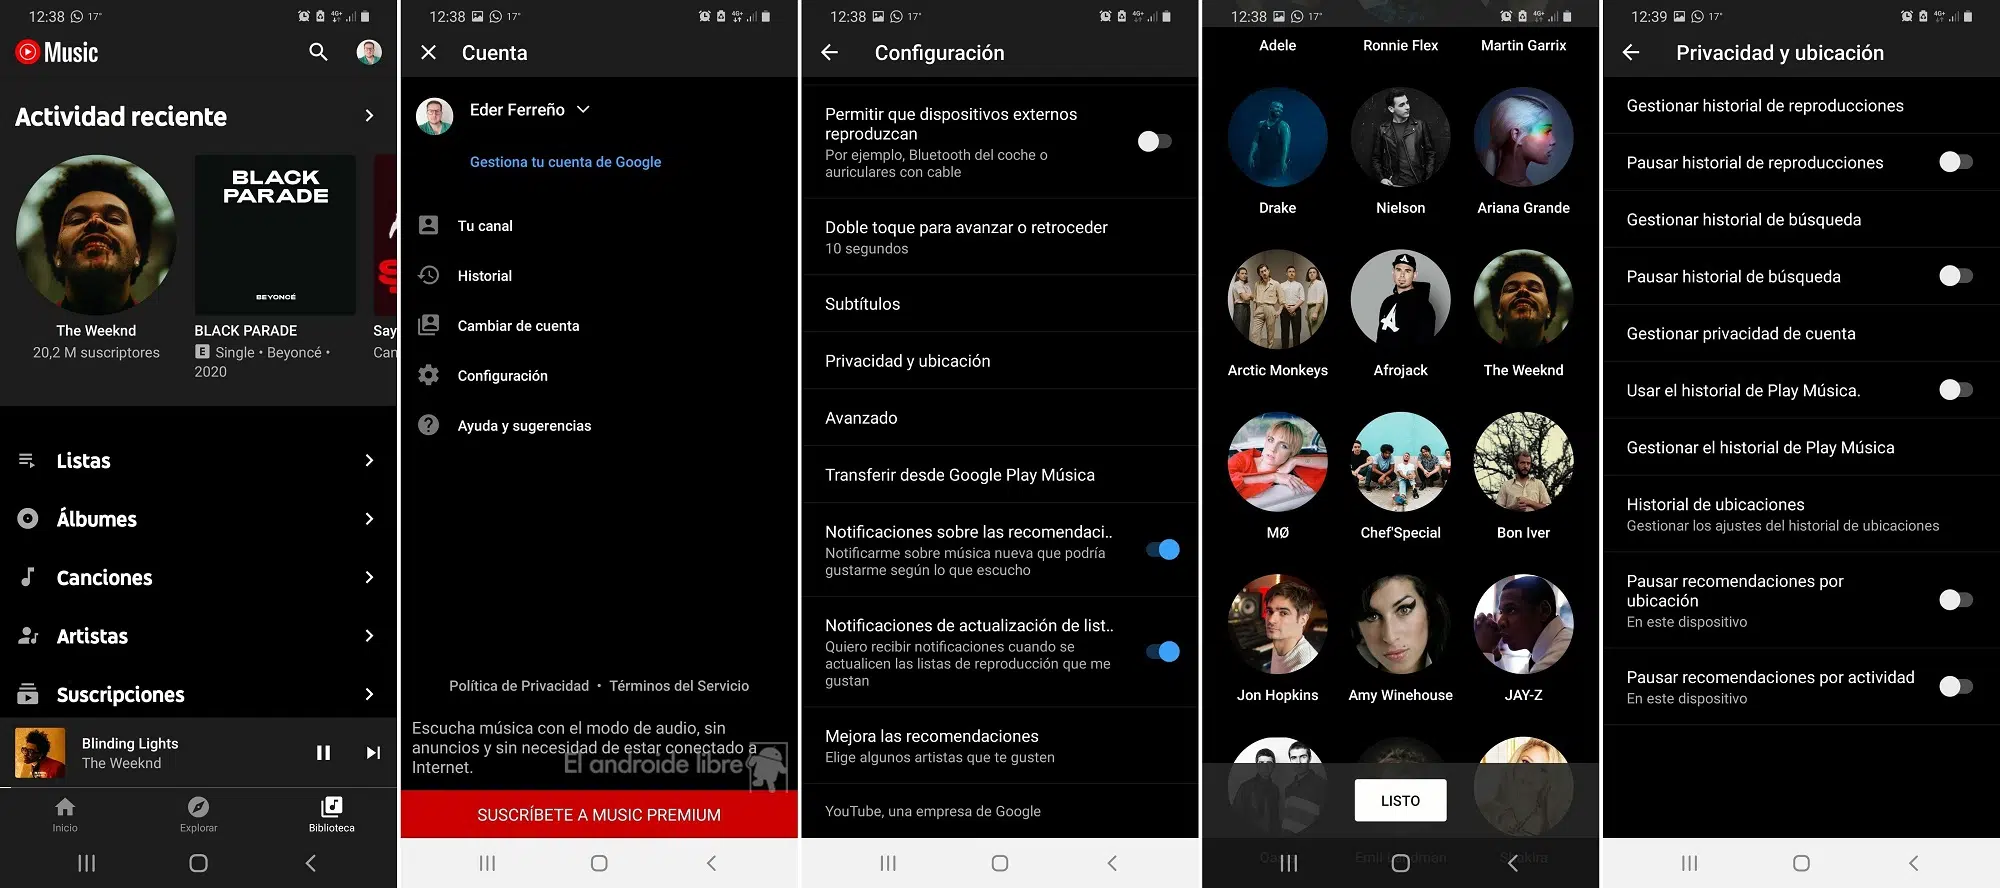 12:38 17°
Music
Actividad reciente
BLACK
PARADE
BEYONCÉ
The Weeknd
20,2 M suscriptores
BLACK PARADE
E Single • Beyoncé •
2020
Say
Can
Listas
Álbumes
Canciones
Artistas
Suscripciones
Blinding Lights
The Weeknd
Inicio
Explorar
Biblioteca
12:38 17°
Cuenta
Eder Ferreño
Gestiona tu cuenta de Google
Tu canal
Historial
Cambiar de cuenta
Configuración
Ayuda y sugerencias
Política de Privacidad • Términos del Servicio
Escucha música con el modo de audio, sin
anuncios y sin necesidad de estar conectado a
Internet.
El androide libre
SUSCRÍBETE A MUSIC PREMIUM
12:38 17°
Configuración
Permitir que dispositivos externos
reproduzcan
Por ejemplo, Bluetooth del coche o
auriculares con cable
Doble toque para avanzar o retroceder
10 segundos
Subtítulos
Privacidad y ubicación
Avanzado
Transferir desde Google Play Música
Notificaciones sobre las recomendaci..
Notificarme sobre música nueva que podría
gustarme según lo que escucho
Notificaciones de actualización de list..
Quiero recibir notificaciones cuando se
actualicen las listas de reproducción que me
gustan
Mejora las recomendaciones
Elige algunos artistas que te gusten
YouTube, una empresa de Google
12:38 17°
Adele
Ronnie Flex
Martin Garrix
Drake
Nielson
Ariana Grande
Arctic Monkeys
Afrojack
The Weeknd
MØ
Chef'Special
Bon Iver
Jon Hopkins
Amy Winehouse
JAY-Z
LISTO
Shakira
12:39 17°
Privacidad y ubicación
Gestionar historial de reproducciones
Pausar historial de reproducciones
Gestionar historial de búsqueda
Pausar historial de búsqueda
Gestionar privacidad de cuenta
Usar el historial de Play Música.
Gestionar el historial de Play Música
Historial de ubicaciones
Gestionar los ajustes del historial de ubicaciones
Pausar recomendaciones por
ubicación
En este dispositivo
Pausar recomendaciones por actividad
En este dispositivo